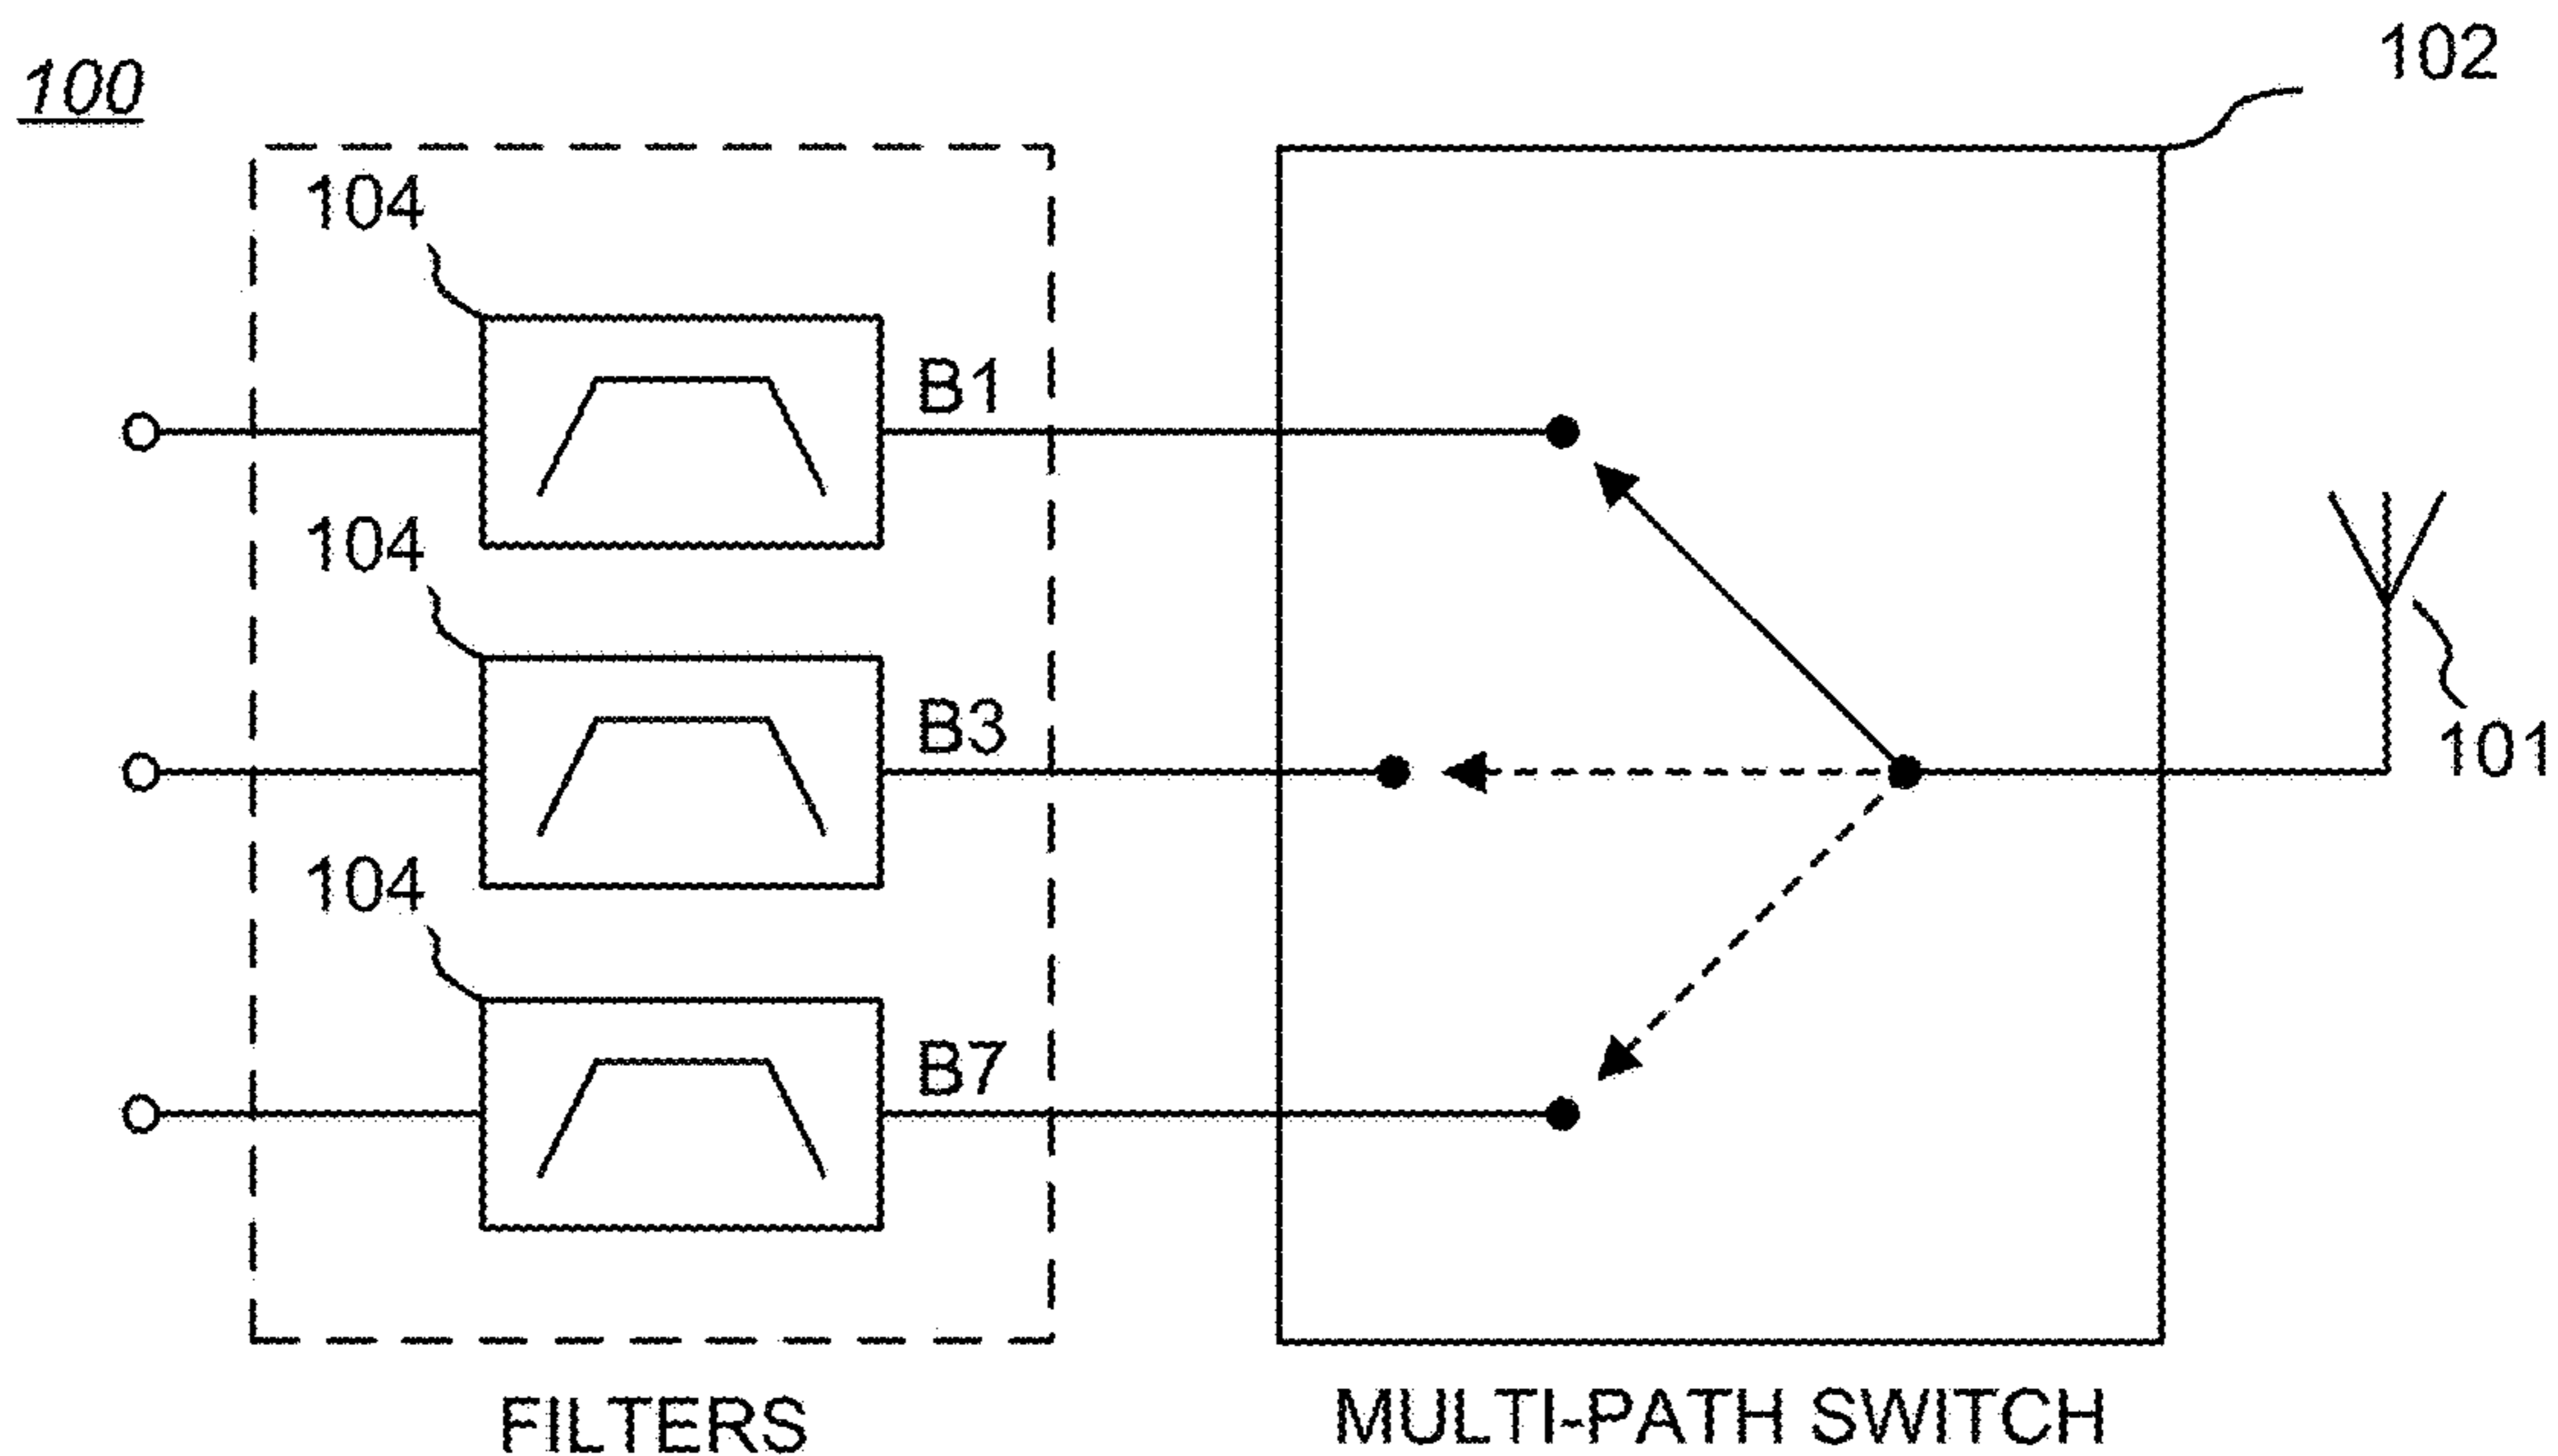 102
100
104
B1
104
B3
101
104
B7
FILTERS
MULTI-PATH SWITCH